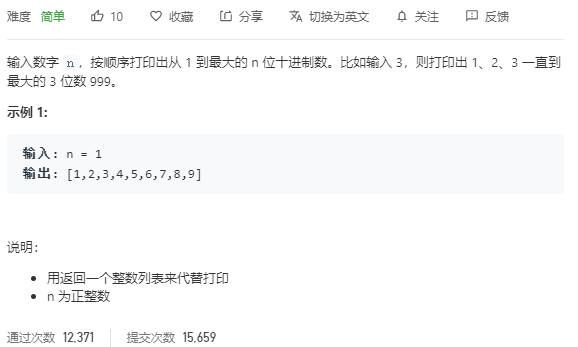 难度 简单 10 收藏 分享 切换为英文 关注 反馈
输入数字 n，按顺序打印出从 1 到最大的 n 位十进制数。比如输入 3，则打印出 1、2、3 一直到
最大的 3 位数 999。
示例 1:
输入: n = 1
输出: [1,2,3,4,5,6,7,8,9]
说明：
用返回一个整数列表来代替打印
n 为正整数
通过次数 12,371 提交次数 15,659